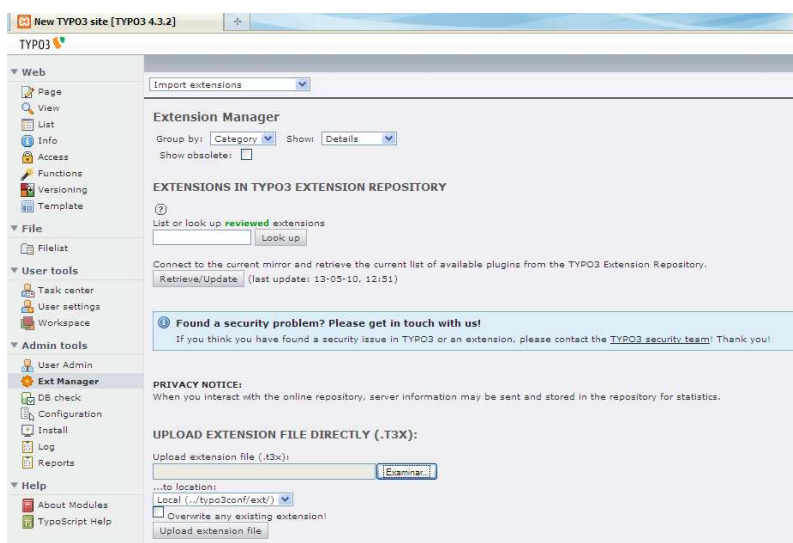 New TYPO3 site [TYPO3 4.3.2]
TYPO3
Web
Page
View
List
Info
Access
Functions
Versioning
Template
File
Filelist
User tools
Task center
User settings
Workspace
Admin tools
User Admin
Ext Manager
DB check
Configuration
Install
Log
Reports
Help
About Modules
TypoScript Help
Import extensions
Extension Manager
Group by: Category Show: Details
Show obsolete:
EXTENSIONS IN TYPO3 EXTENSION REPOSITORY
?
List or look up reviewed extensions
Look up
Connect to the current mirror and retrieve the current list of available plugins from the TYPO3 Extension Repository.
Retrieve/Update (last update: 13-05-10, 12:51)
Found a security problem? Please get in touch with us!
If you think you have found a security issue in TYPO3 or an extension, please contact the TYPO3 security team! Thank you!
PRIVACY NOTICE:
When you interact with the online repository, server information may be sent and stored in the repository for statistics.
UPLOAD EXTENSION FILE DIRECTLY (.T3X):
Upload extension file (.t3x):
Examinar...
...to location:
Local (../typo3conf/ext/)
Overwrite any existing extension!
Upload extension file